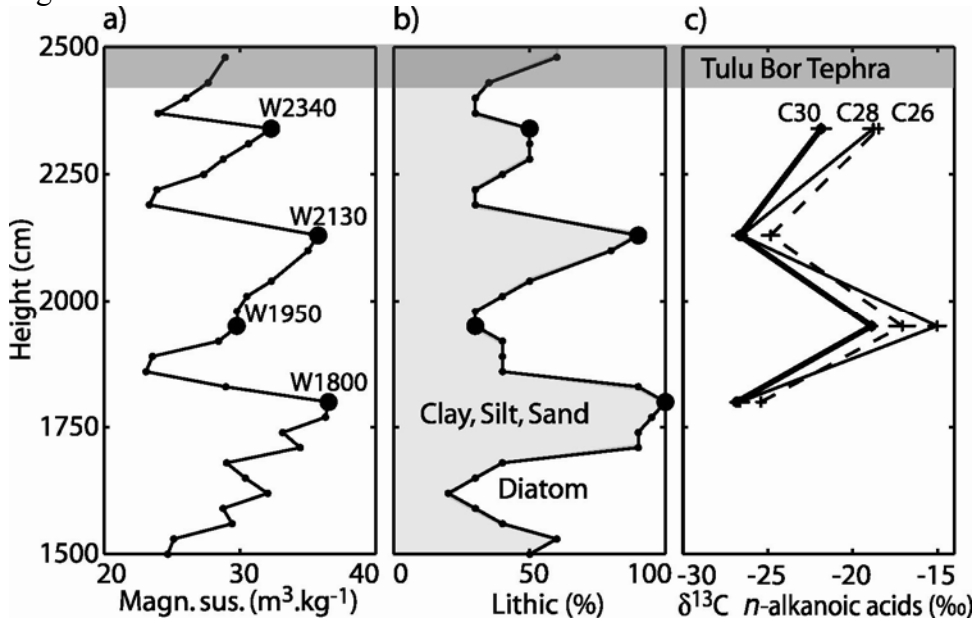 a)
b)
c)
2500
2250
2000
1750
1500
Height (cm)
W2340
W2130
W1950
W1800
20
30
40
Magn. sus. (m³.kg⁻¹)
Clay, Silt, Sand
Diatom
0
50
100
Lithic (%)
Tulu Bor Tephra
C30
C28
C26
-30
-25
-20
-15
δ¹³C n-alkanoic acids (‰)